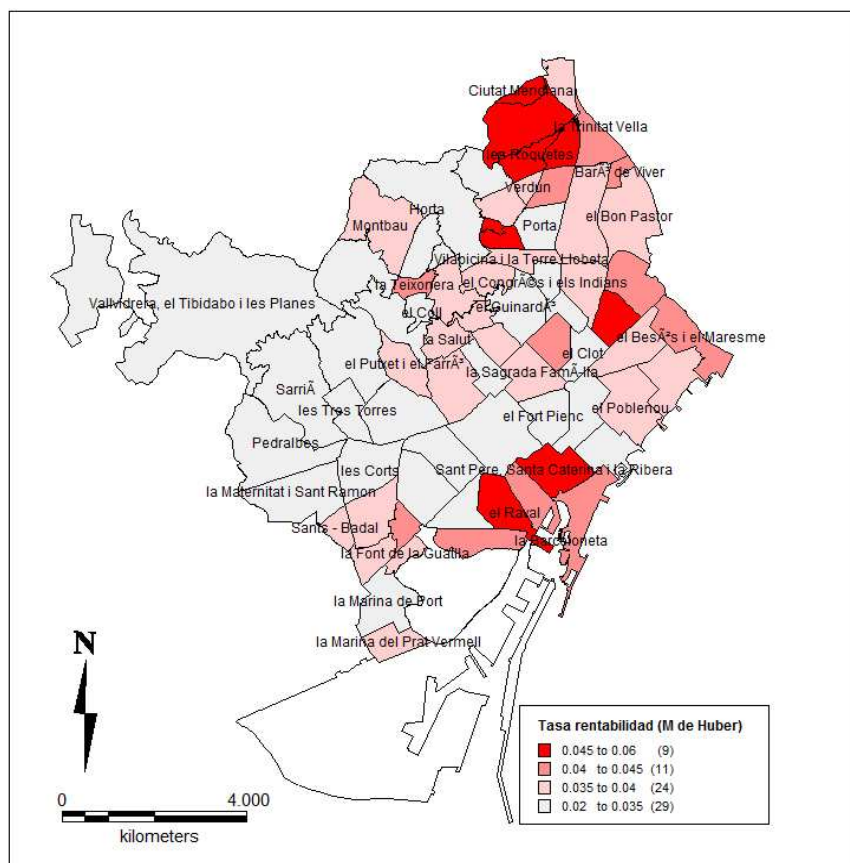 Ciutat Meridiana
la Trinitat Vella
les Roquetes
BarÃ³ de Viver
Verdun
Horta
el Bon Pastor
Montbau
Porta
Vilapicina i la Torre Llobeta
la Teixonera
el CongrÃ©s i els Indians
Vallvidrera, el Tibidabo i les Planes
el Coll
el GuinardÃ³
la Salut
el BesÃ²s i el Maresme
el Clot
el Putxet i el FarrÃ³
la Sagrada FamÃ­lia
SarriÃ
les Tres Torres
el Fort Pienc
el Poblenou
Pedralbes
les Corts
Sant Pere, Santa Caterina i la Ribera
la Maternitat i Sant Ramon
el Raval
Sants - Badal
la Barceloneta
la Font de la Guatlla
la Marina de Port
la Marina del Prat Vermell
N
Tasa rentabilidad (M de Huber)
0.045 to 0.06 (9)
0.04 to 0.045 (11)
0.035 to 0.04 (24)
0.02 to 0.035 (29)
0 4.000
kilometers